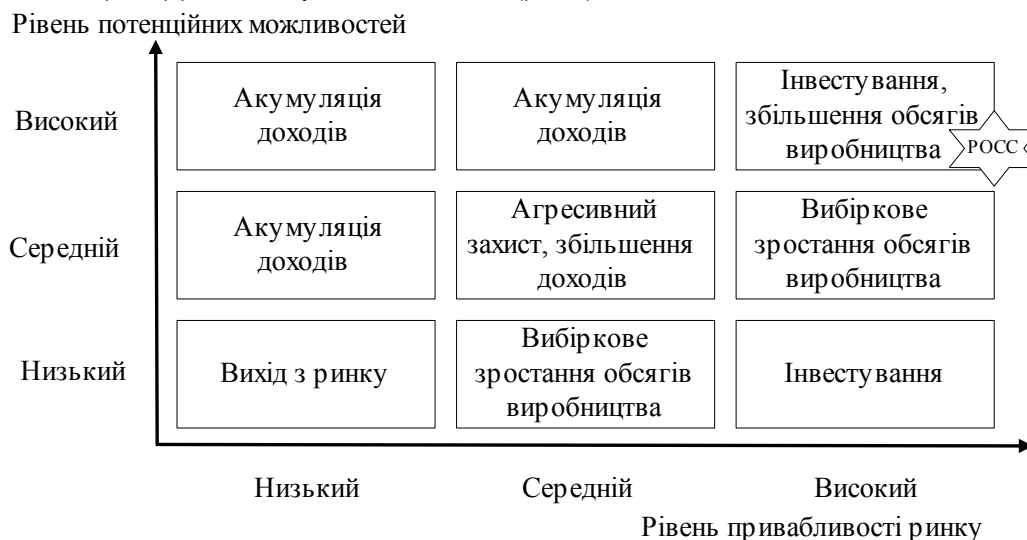 Рівень потенційних можливостей
Високий
Акумуляція
доходів
Акумуляція
доходів
Інвестування,
збільшення обсягів
виробництва
РОСС
Середній
Акумуляція
доходів
Агресивний
захист, збільшення
доходів
Вибіркове
зростання обсягів
виробництва
Низький
Вихід з ринку
Вибіркове
зростання обсягів
виробництва
Інвестування
Низький
Середній
Високий
Рівень привабливості ринку